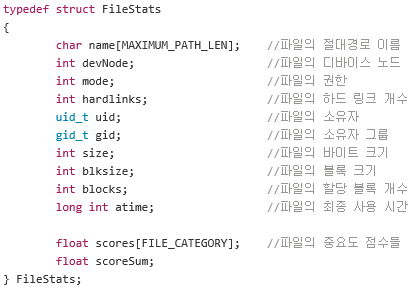 typedef struct FileStats
{
char name[MAXIMUM_PATH_LEN]; //파일의 절대경로 이름
int devNode; //파일의 디바이스 노드
int mode; //파일의 권한
int hardlinks; //파일의 하드 링크 개수
uid_t uid; //파일의 소유자
gid_t gid; //파일의 소유자 그룹
int size; //파일의 바이트 크기
int blksize; //파일의 블록 크기
int blocks; //파일의 할당 블록 개수
long int atime; //파일의 최종 사용 시간
float scores[FILE_CATEGORY]; //파일의 중요도 점수들
float scoreSum;
} FileStats;